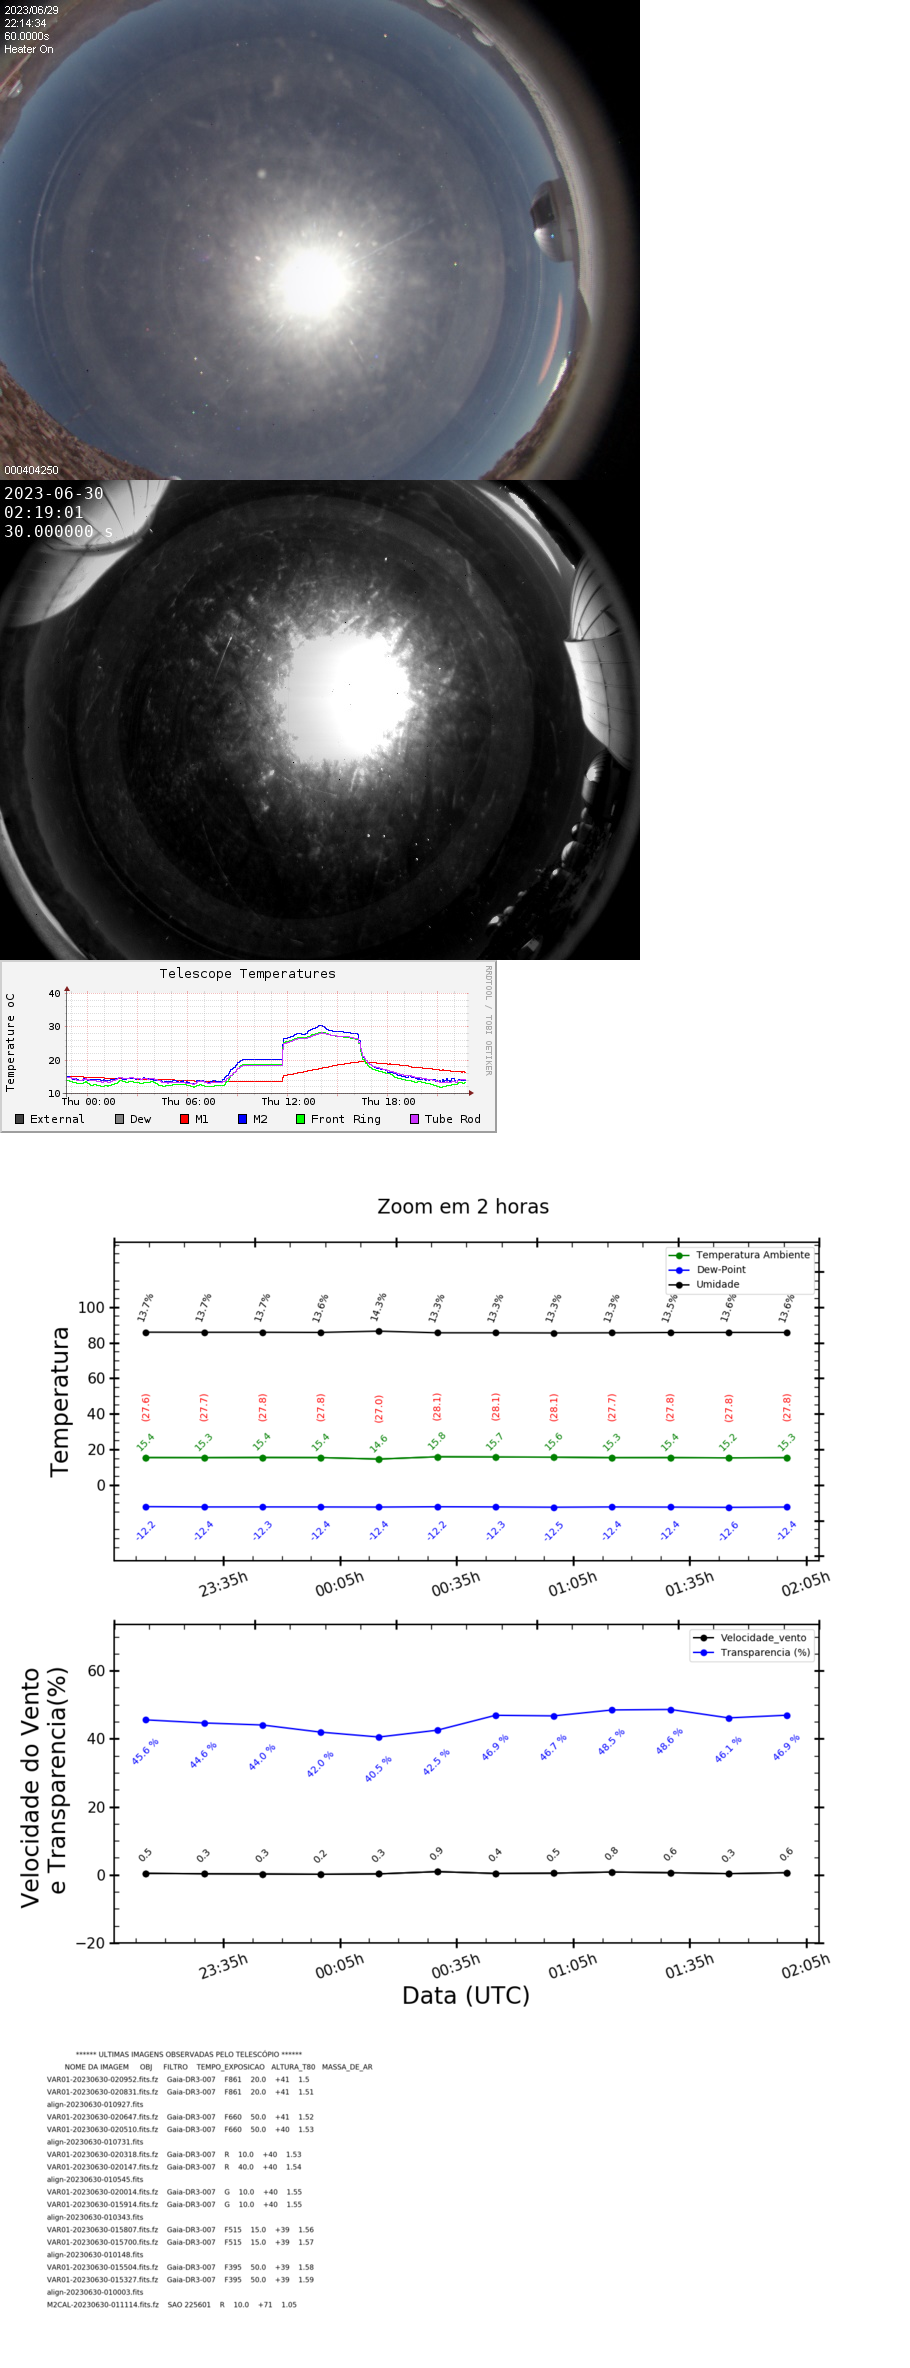 2023/06/29
22:14:34
60.0000s
Heater On
000404250
2023-06-30
02:19:01
30.000000 s
Telescope Temperatures
RRDTOOL / TOBI OETIKER
Temperature oC
40
30
20
10
Thu 00:00 Thu 06:00 Thu 12:00 Thu 18:00
External Dew M1 M2 Front Ring Tube Rod
Zoom em 2 horas
Temperatura
Temperatura Ambiente
Dew-Point
Umidade
100
80
60
40
20
0
13.7% 13.7% 13.7% 13.6% 14.3% 13.3% 13.3% 13.3% 13.3% 13.5% 13.6% 13.6%
(27.6) (27.7) (27.8) (27.8) (27.0) (28.1) (28.1) (28.1) (27.7) (27.8) (27.8) (27.8)
15.4 15.3 15.4 15.4 14.6 15.8 15.7 15.6 15.3 15.4 15.2 15.3
-12.2 -12.4 -12.3 -12.4 -12.4 -12.2 -12.3 -12.5 -12.4 -12.4 -12.6 -12.4
23:35h 00:05h 00:35h 01:05h 01:35h 02:05h
Velocidade do Vento
e Transparencia(%)
Velocidade_vento
Transparencia (%)
60
40
20
0
−20
45.6 % 44.6 % 44.0 % 42.0 % 40.5 % 42.5 % 46.9 % 46.7 % 48.5 % 48.6 % 46.1 % 46.9 %
0.5 0.3 0.3 0.2 0.3 0.9 0.4 0.5 0.8 0.6 0.3 0.6
23:35h 00:05h 00:35h 01:05h 01:35h 02:05h
Data (UTC)
****** ULTIMAS IMAGENS OBSERVADAS PELO TELESCÓPIO ******
NOME DA IMAGEM OBJ FILTRO TEMPO_EXPOSICAO ALTURA_T80 MASSA_DE_AR
VAR01-20230630-020952.fits.fz Gaia-DR3-007 F861 20.0 +41 1.5
VAR01-20230630-020831.fits.fz Gaia-DR3-007 F861 20.0 +41 1.51
align-20230630-010927.fits
VAR01-20230630-020647.fits.fz Gaia-DR3-007 F660 50.0 +41 1.52
VAR01-20230630-020510.fits.fz Gaia-DR3-007 F660 50.0 +40 1.53
align-20230630-010731.fits
VAR01-20230630-020318.fits.fz Gaia-DR3-007 R 10.0 +40 1.53
VAR01-20230630-020147.fits.fz Gaia-DR3-007 R 40.0 +40 1.54
align-20230630-010545.fits
VAR01-20230630-020014.fits.fz Gaia-DR3-007 G 10.0 +40 1.55
VAR01-20230630-015914.fits.fz Gaia-DR3-007 G 10.0 +40 1.55
align-20230630-010343.fits
VAR01-20230630-015807.fits.fz Gaia-DR3-007 F515 15.0 +39 1.56
VAR01-20230630-015700.fits.fz Gaia-DR3-007 F515 15.0 +39 1.57
align-20230630-010148.fits
VAR01-20230630-015504.fits.fz Gaia-DR3-007 F395 50.0 +39 1.58
VAR01-20230630-015327.fits.fz Gaia-DR3-007 F395 50.0 +39 1.59
align-20230630-010003.fits
M2CAL-20230630-011114.fits.fz SAO 225601 R 10.0 +71 1.05